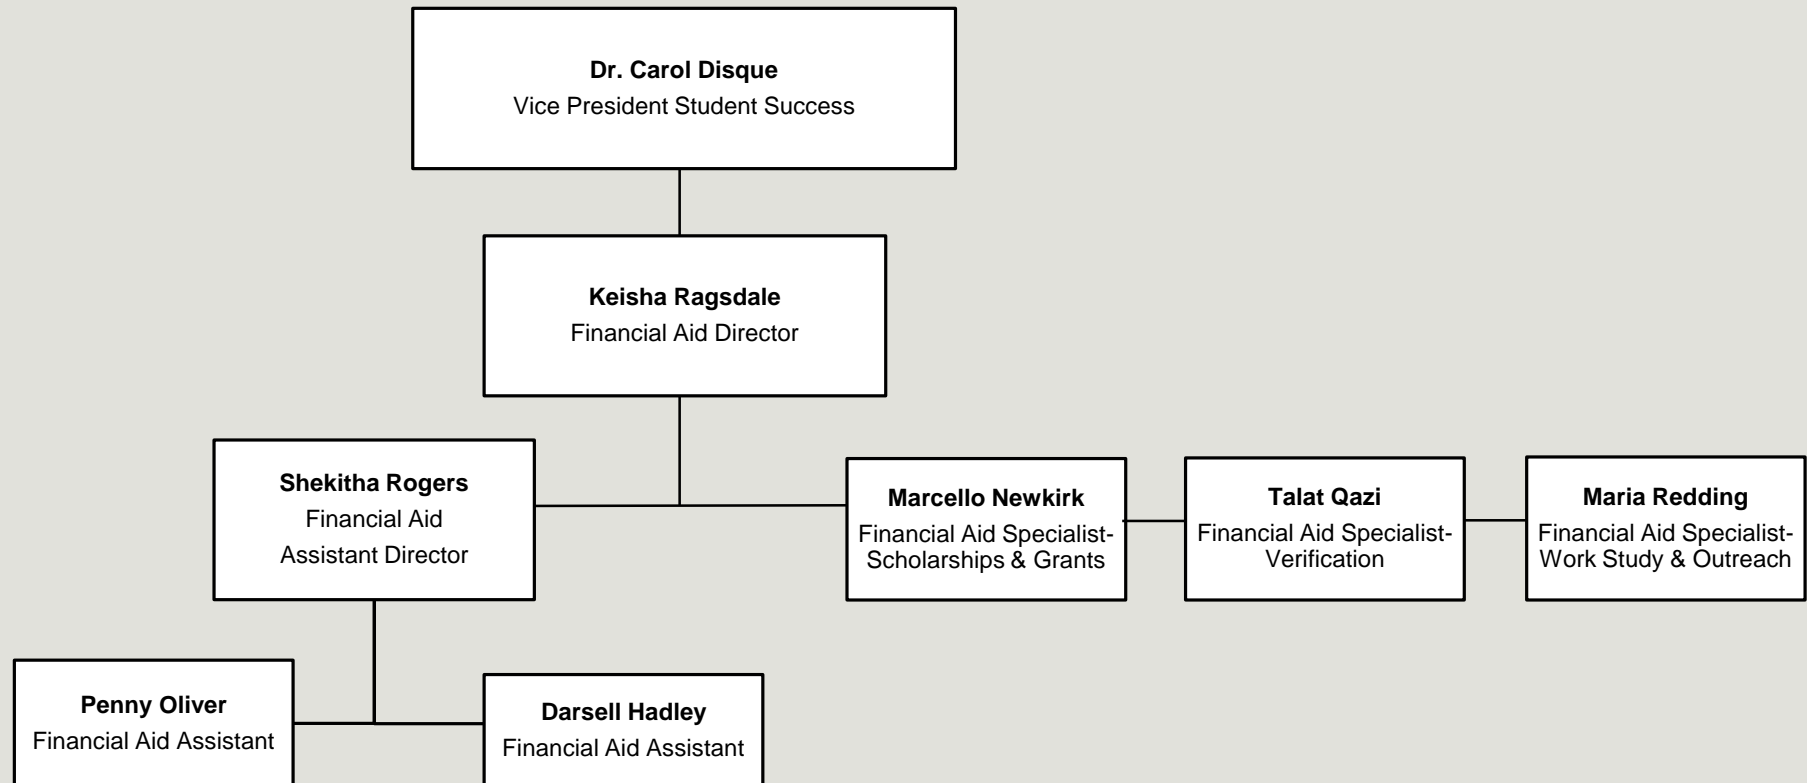 Dr. Carol Disque
Vice President Student Success
Keisha Ragsdale
Financial Aid Director
Shekitha Rogers
Financial Aid
Assistant Director
Marcello Newkirk
Financial Aid Specialist-
Scholarships & Grants
Talat Qazi
Financial Aid Specialist-
Verification
Maria Redding
Financial Aid Specialist-
Work Study & Outreach
Penny Oliver
Financial Aid Assistant
Darsell Hadley
Financial Aid Assistant